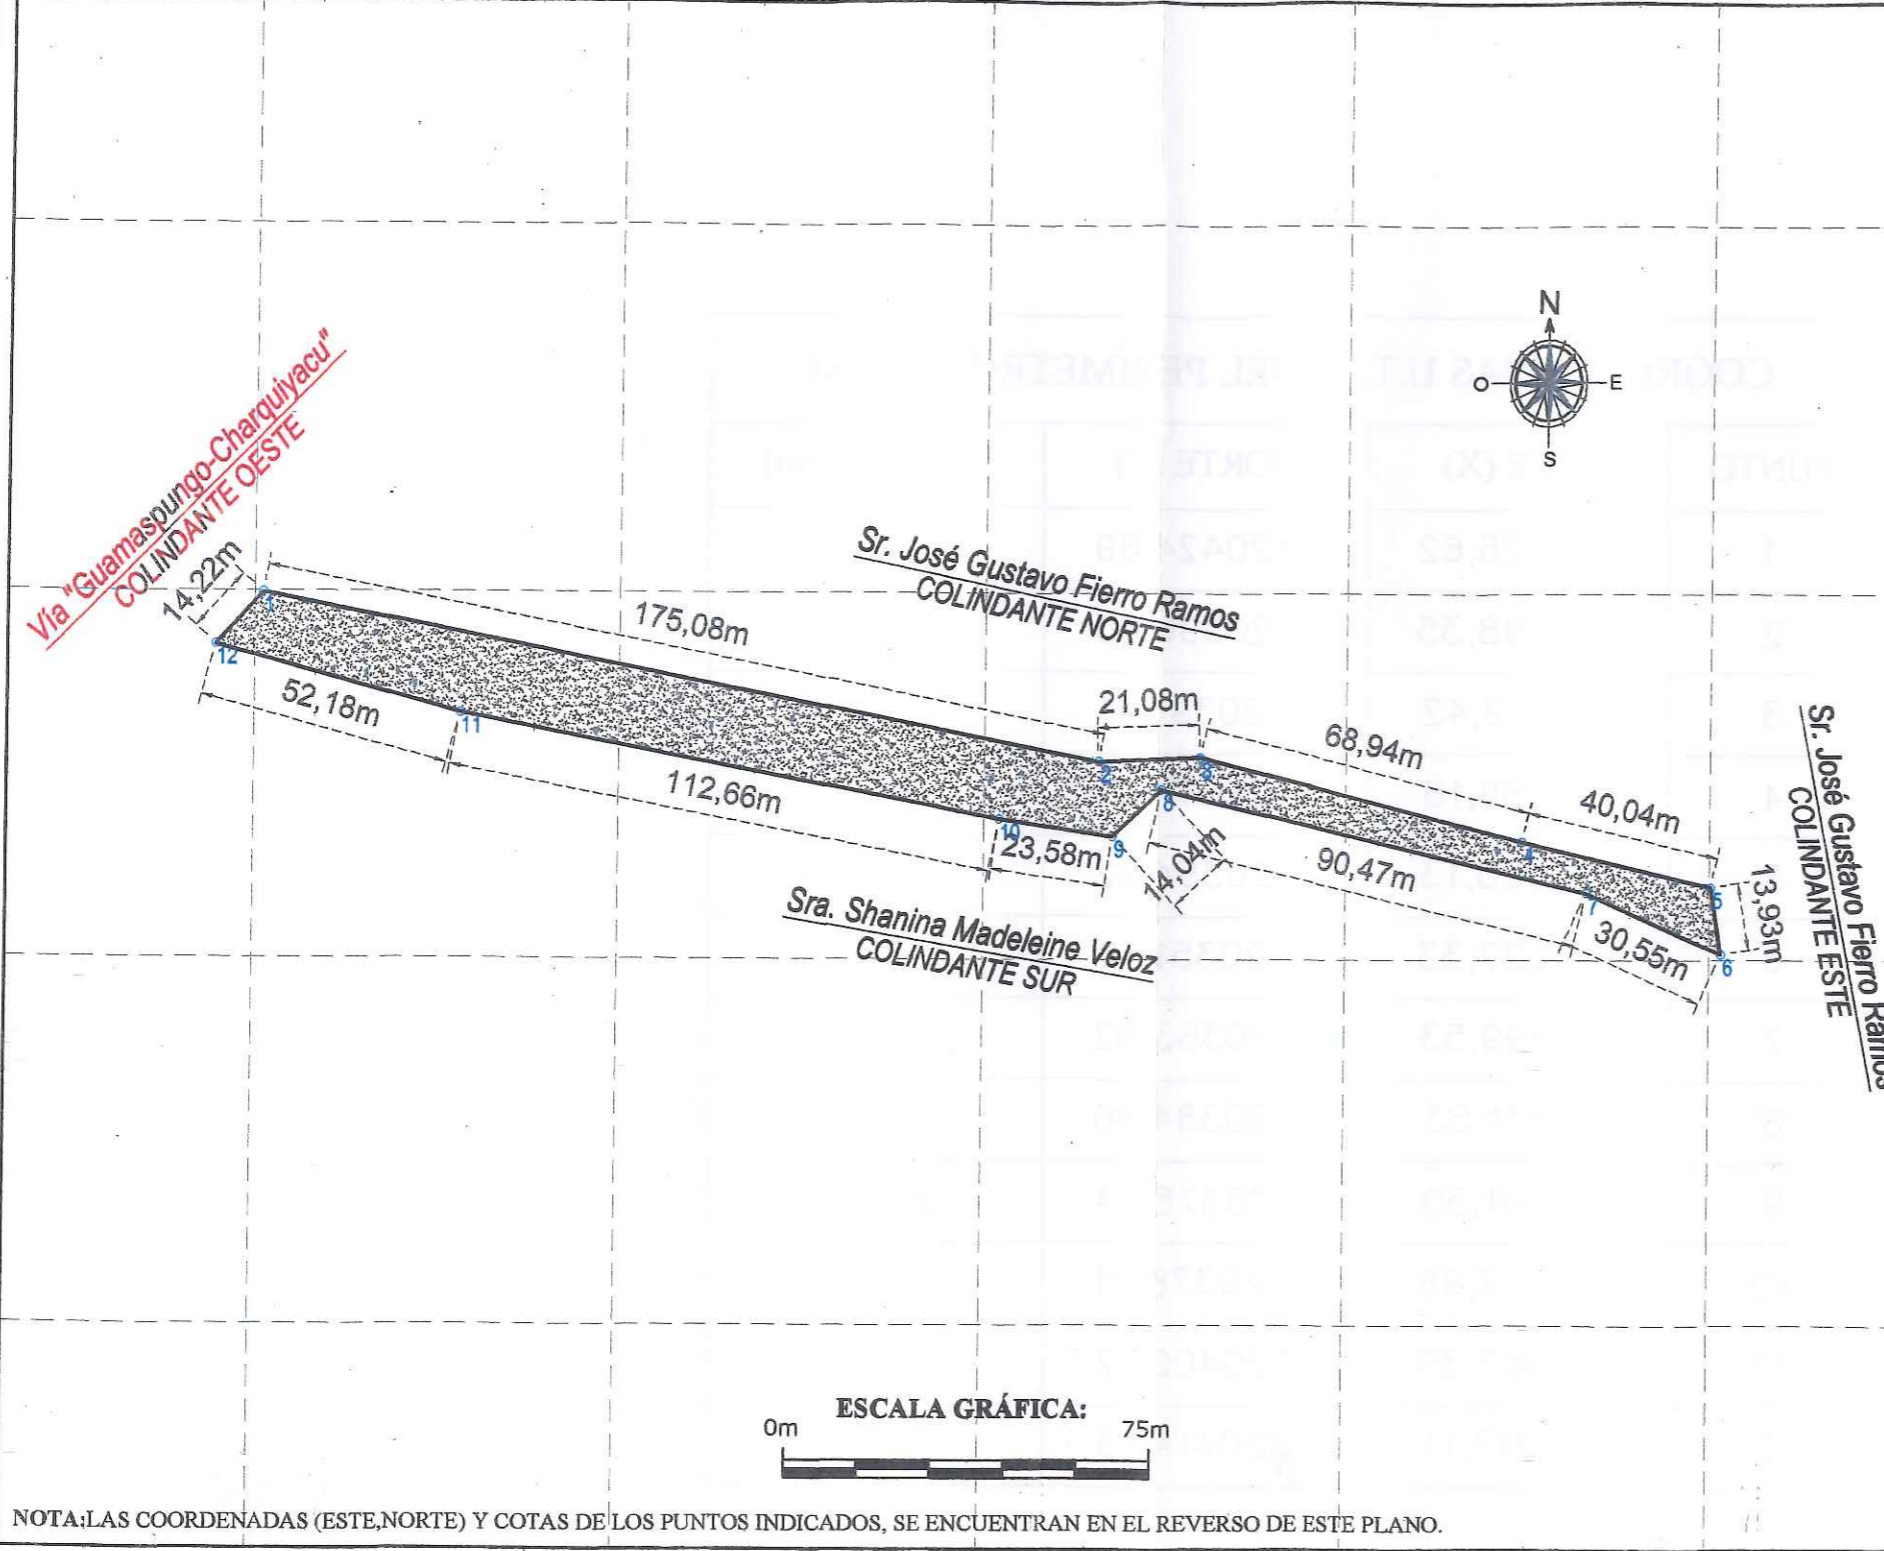 N
O
E
S
Vía "Guamaspungo-Charquiyacu"
COLINDANTE OESTE
14,22m
Sr. José Gustavo Fierro Ramos
COLINDANTE NORTE
175,08m
21,08m
68,94m
40,04m
Sr. José Gustavo Fierro Ramos
COLINDANTE ESTE
13,93m
1
2
3
4
5
6
7
8
9
10
11
12
52,18m
112,66m
23,58m
14,04m
90,47m
30,55m
Sra. Shanina Madeleine Veloz
COLINDANTE SUR
ESCALA GRÁFICA:
0m
75m
NOTA:LAS COORDENADAS (ESTE,NORTE) Y COTAS DE LOS PUNTOS INDICADOS, SE ENCUENTRAN EN EL REVERSO DE ESTE PLANO.